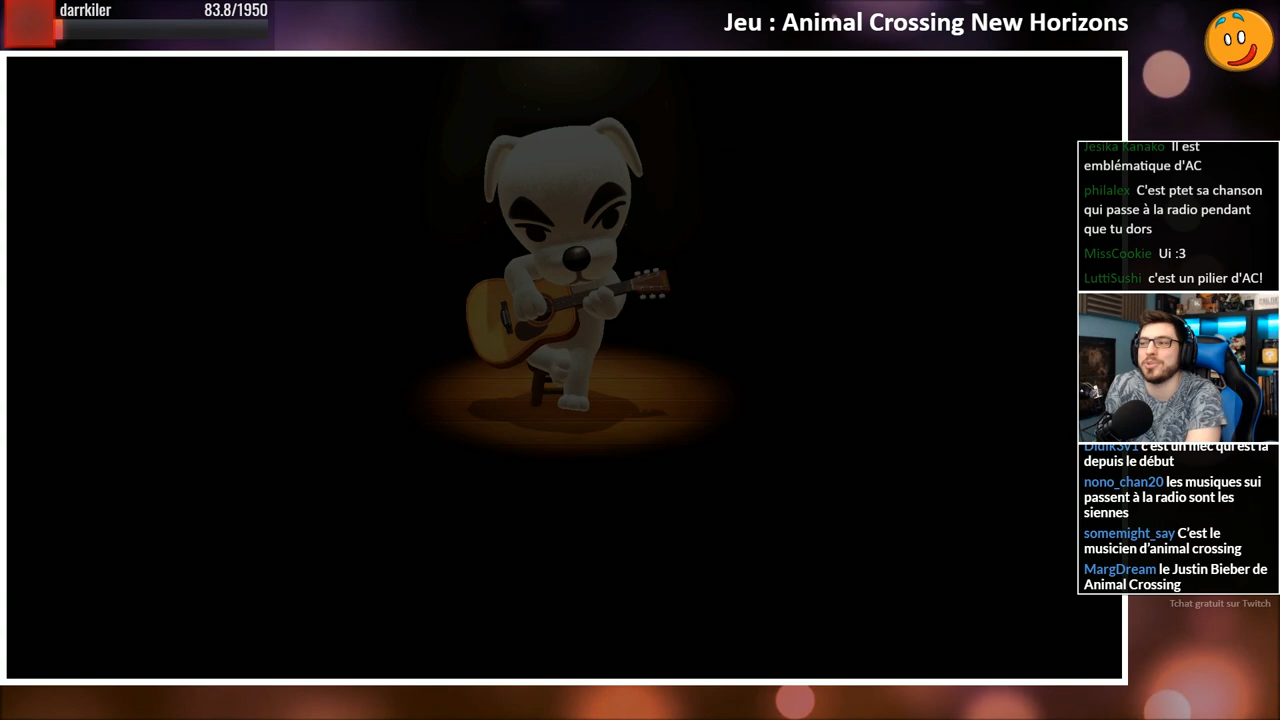 darrkiler 83.8/1950
Jeu : Animal Crossing New Horizons
Jesika Kanako Il est
emblématique d'AC
philalex C'est ptet sa chanson
qui passe à la radio pendant
que tu dors
MissCookie Ui :3
LuttiSushi c'est un pilier d'AC!
c'est un mec qui est là
depuis le début
nono_chan20 les musiques sui
passent à la radio sont les
siennes
somemight_say C’est le
musicien d’animal crossing
MargDream le Justin Bieber de
Animal Crossing
Tchat gratuit sur Twitch